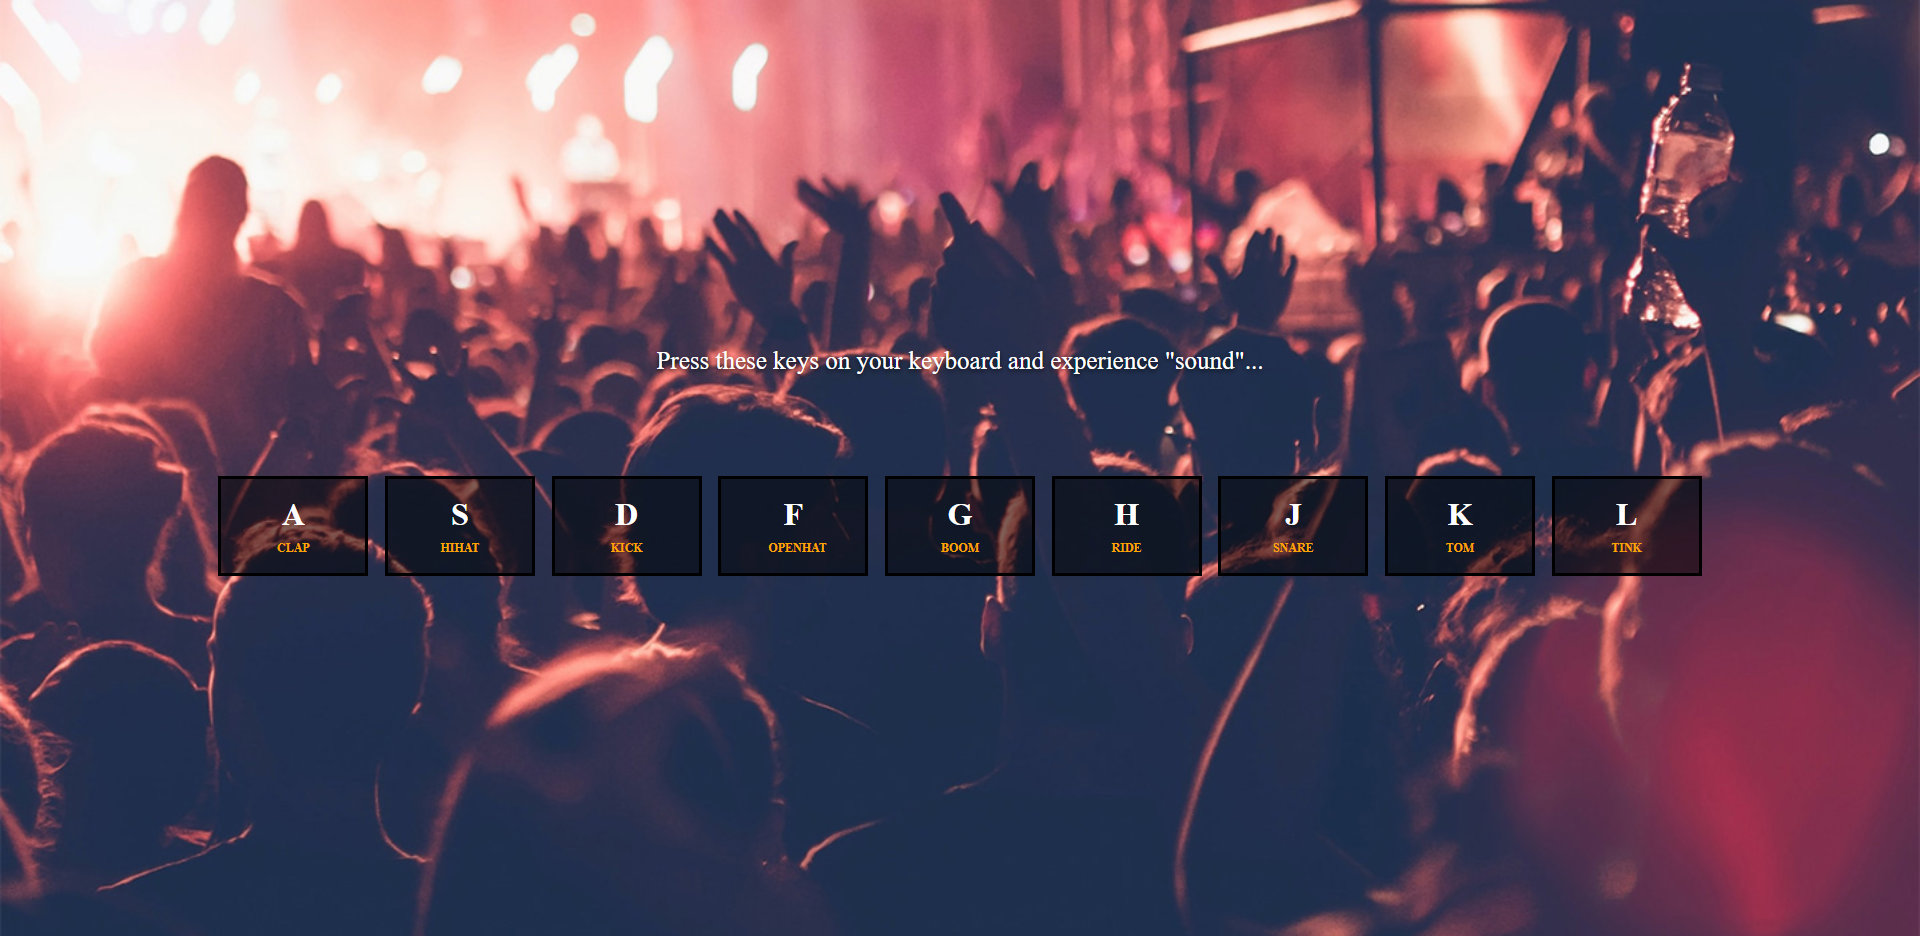 Press these keys on your keyboard and experience "sound"...
A S D F G H J K L
CLAP HIHAT KICK OPENHAT BOOM RIDE SNARE TOM TINK